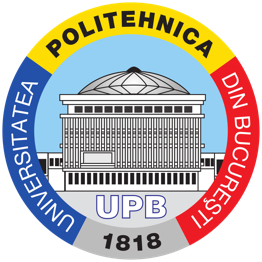 UNIVERSITATEA
POLITEHNICA
DIN BUCUREȘTI
UPB
1818